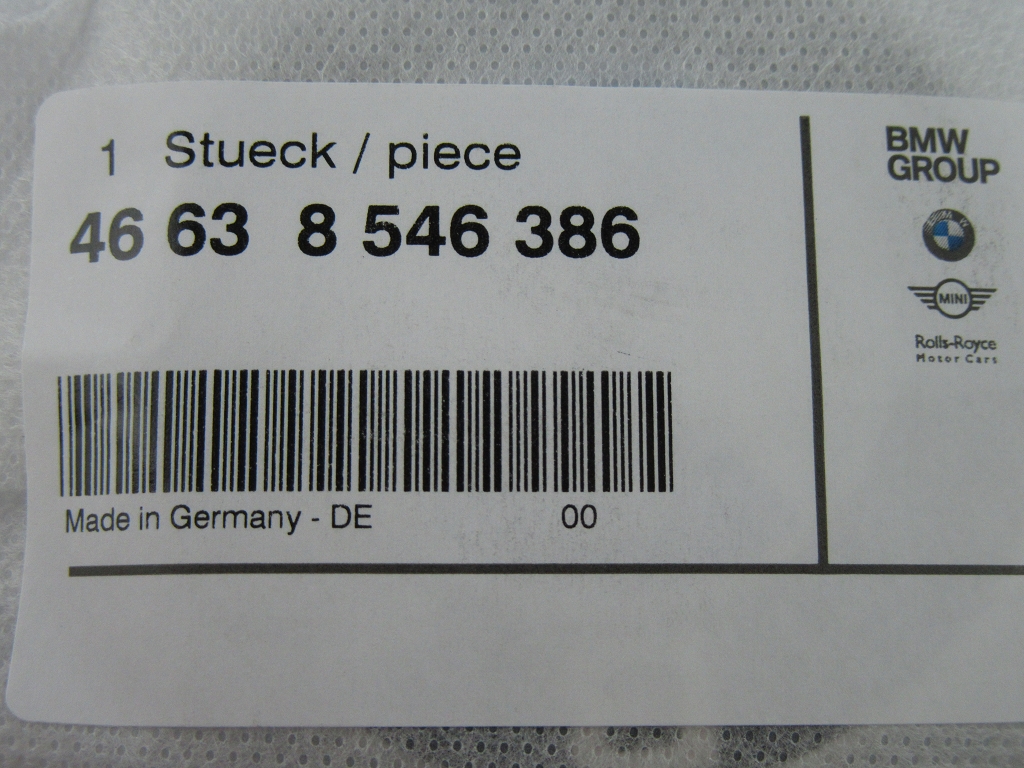 1 Stueck / piece
46 63 8 546 386
Made in Germany - DE 00
BMW
GROUP
MINI
Rolls-Royce
Motor Cars